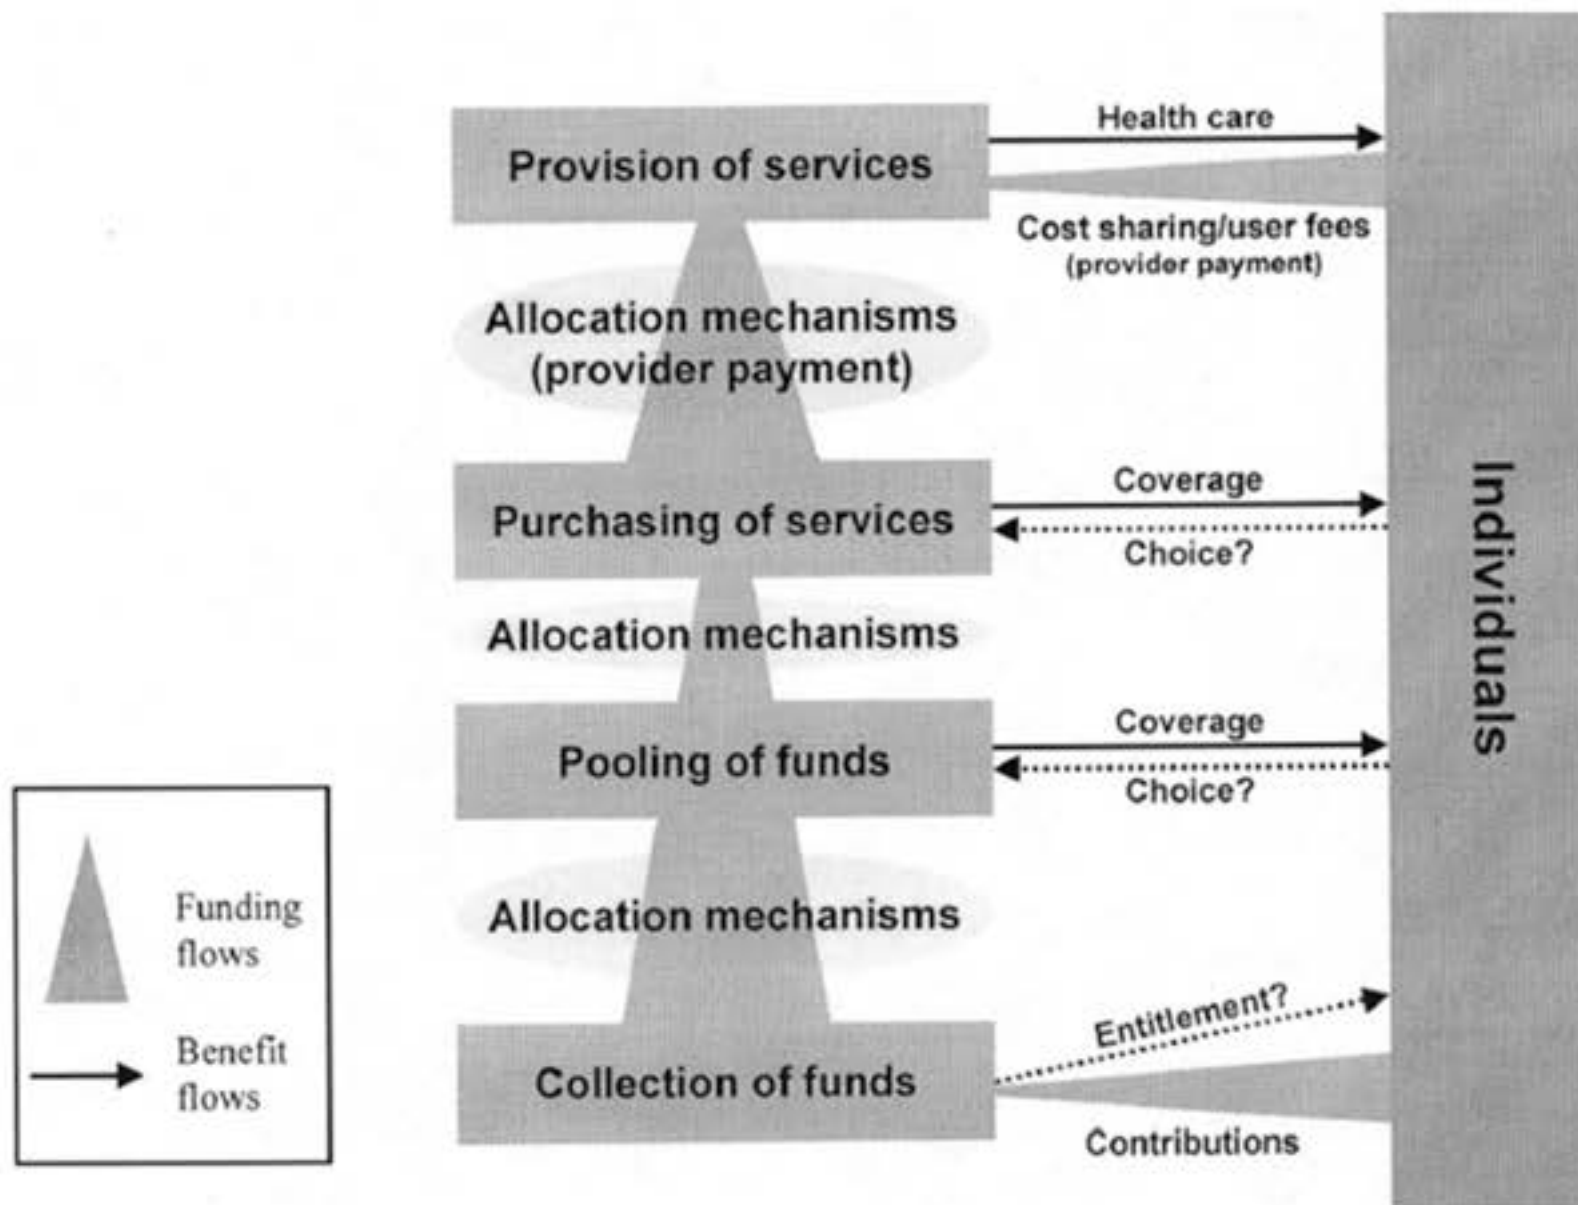 Health care
Provision of services
Cost sharing/user fees
(provider payment)
Allocation mechanisms
(provider payment)
Coverage
Purchasing of services
Choice?
Allocation mechanisms
Coverage
Pooling of funds
Choice?
Allocation mechanisms
Entitlement?
Collection of funds
Contributions
Individuals
Funding
flows
Benefit
flows